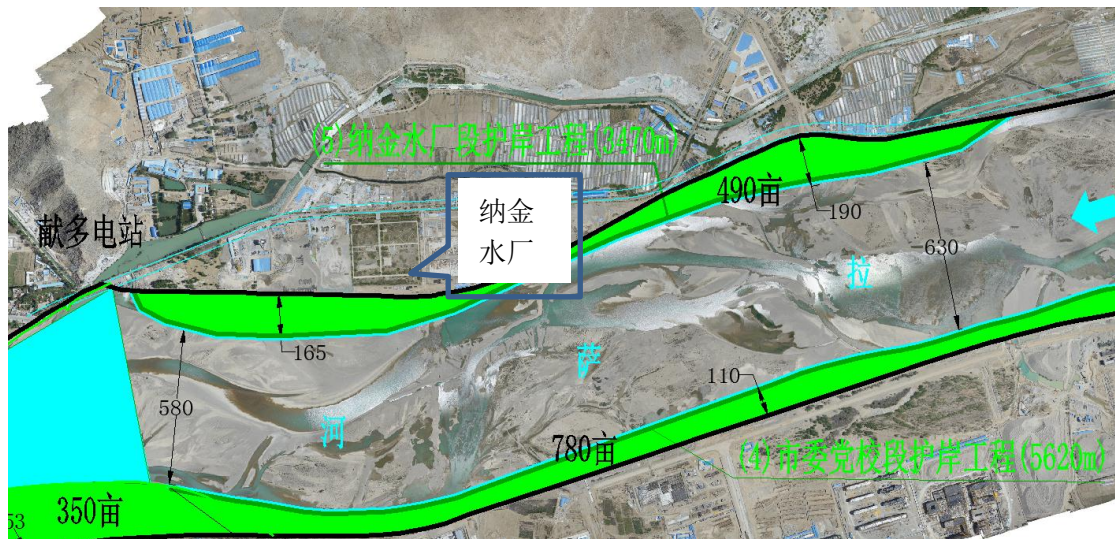 (5)纳金水厂段护岸工程(3470m)
纳金
水厂
490亩
190
献多电站
630
拉
165
萨
110
580
河
780亩
(4)市委党校段护岸工程(5620m)
350亩
53